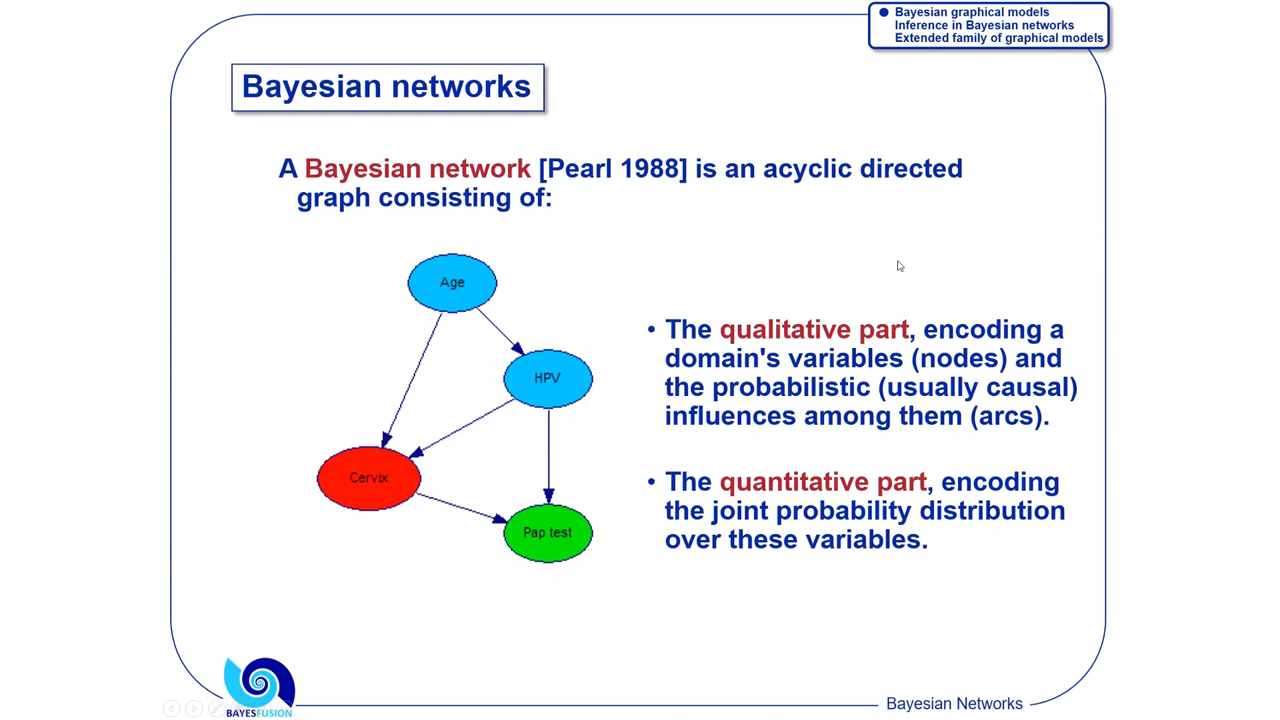 Bayesian graphical models
Inference in Bayesian networks
Extended family of graphical models
Bayesian networks
A Bayesian network [Pearl 1988] is an acyclic directed
graph consisting of:
Age
HPV
Cervix
Pap test
• The qualitative part, encoding a
domain's variables (nodes) and
the probabilistic (usually causal)
influences among them (arcs).
• The quantitative part, encoding
the joint probability distribution
over these variables.
BAYESFUSION
Bayesian Networks